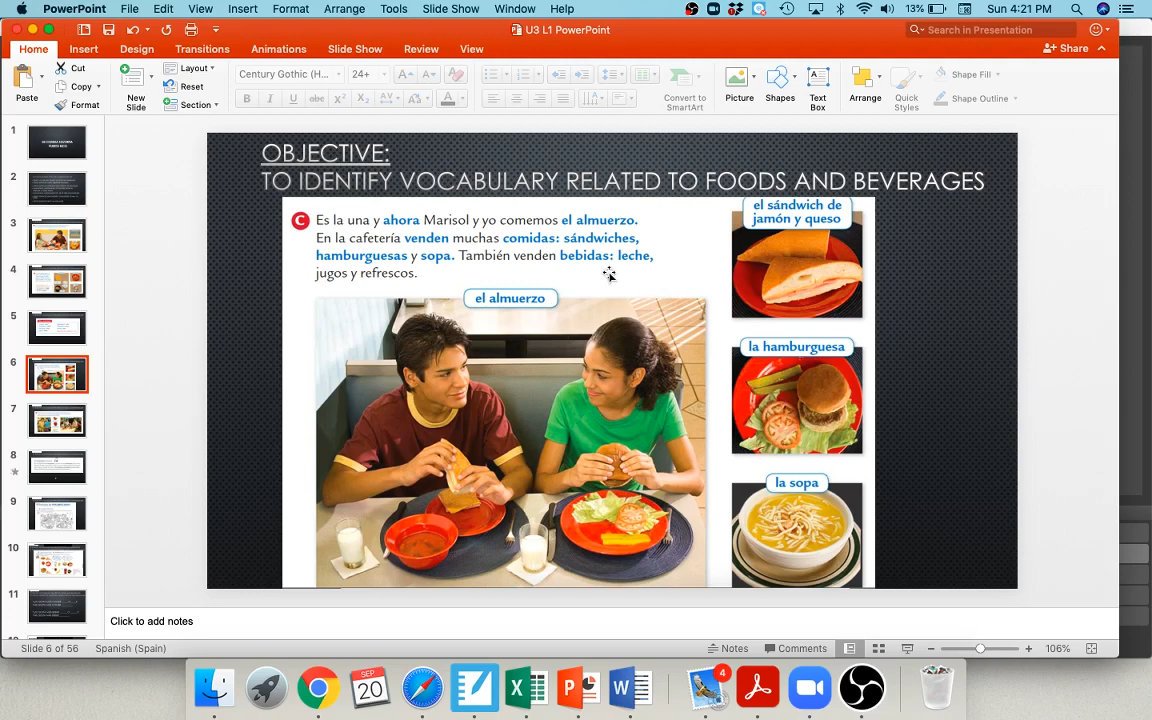 PowerPoint File Edit View Insert Format Arrange Tools Slide Show Window Help 13% Sun 4:21 PM
U3 L1 PowerPoint
Search in Presentation
Home Insert Design Transitions Animations Slide Show Review View
Share
Paste
Cut
Copy
Format
New Slide
Layout
Reset
Section
Century Gothic (H...
24+
B I U abc X² X₂ AV Aa A
Convert to SmartArt
Picture
Shapes
Text Box
Arrange
Quick Styles
Shape Fill
Shape Outline
1
2
3
4
5
6
7
8
9
10
11
OBJECTIVE:
TO IDENTIFY VOCABULARY RELATED TO FOODS AND BEVERAGES
C Es la una y ahora Marisol y yo comemos el almuerzo.
En la cafetería venden muchas comidas: sándwiches,
hamburguesas y sopa. También venden bebidas: leche,
jugos y refrescos.
el almuerzo
el sándwich de
jamón y queso
la hamburguesa
la sopa
Click to add notes
Slide 6 of 56 Spanish (Spain)
Notes Comments 106%
SEP
20
4
X
P
W